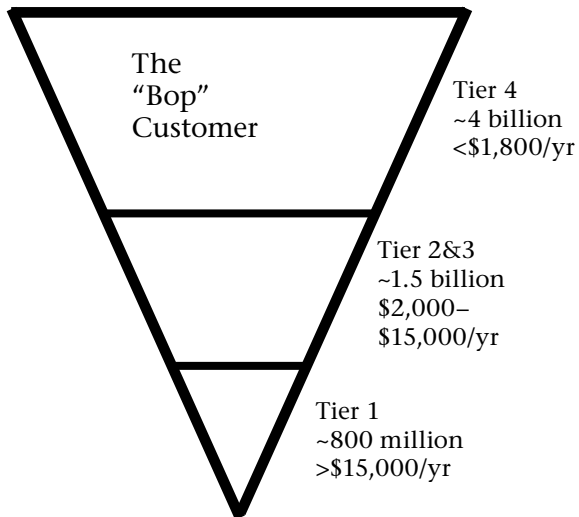 The
“Bop”
Customer
Tier 4
~4 billion
<$1,800/yr
Tier 2&3
~1.5 billion
$2,000–
$15,000/yr
Tier 1
~800 million
>$15,000/yr